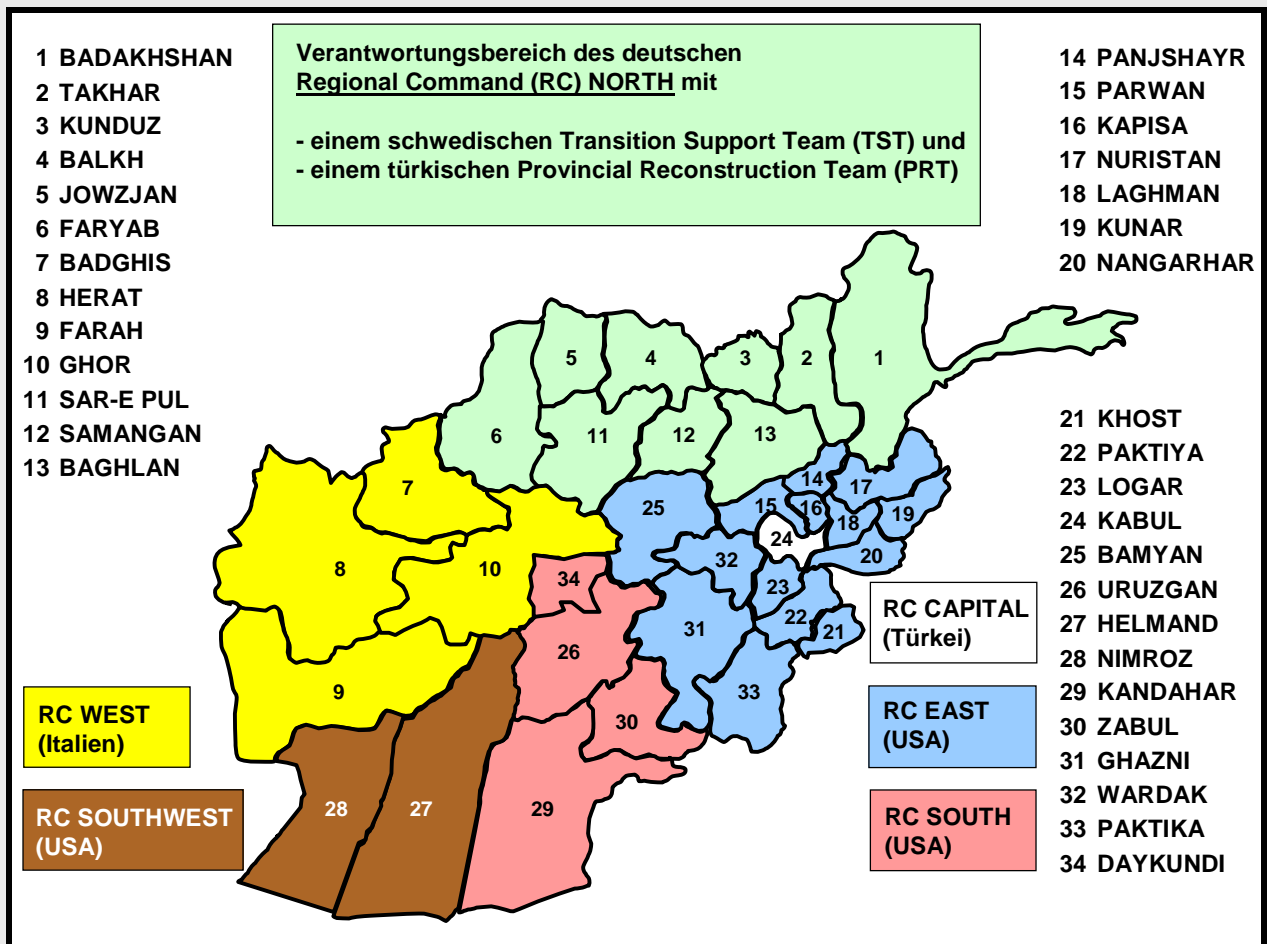 1 BADAKHSHAN
2 TAKHAR
3 KUNDUZ
4 BALKH
5 JOWZJAN
6 FARYAB
7 BADGHIS
8 HERAT
9 FARAH
10 GHOR
11 SAR-E PUL
12 SAMANGAN
13 BAGHLAN
Verantwortungsbereich des deutschen
Regional Command (RC) NORTH mit
- einem schwedischen Transition Support Team (TST) und
- einem türkischen Provincial Reconstruction Team (PRT)
14 PANJSHAYR
15 PARWAN
16 KAPISA
17 NURISTAN
18 LAGHMAN
19 KUNAR
20 NANGARHAR
21 KHOST
22 PAKTIYA
23 LOGAR
24 KABUL
25 BAMYAN
26 URUZGAN
27 HELMAND
28 NIMROZ
29 KANDAHAR
30 ZABUL
31 GHAZNI
32 WARDAK
33 PAKTIKA
34 DAYKUNDI
5
4
3
2
1
6
11
12
13
7
25
15
14
16
17
18
19
24
20
8
10
34
32
23
22
21
31
26
9
33
30
28
27
29
RC WEST
(Italien)
RC SOUTHWEST
(USA)
RC CAPITAL
(Türkei)
RC EAST
(USA)
RC SOUTH
(USA)